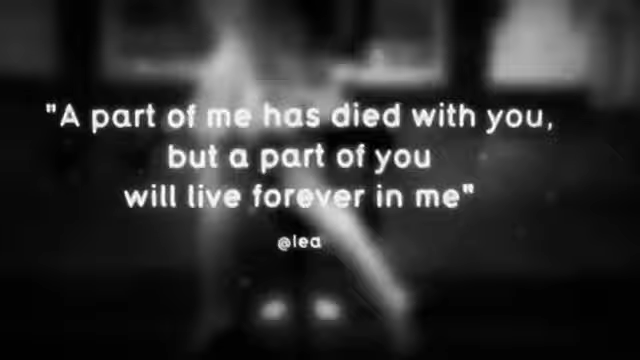 "A part of me has died with you,
but a part of you
will live forever in me"
@lea